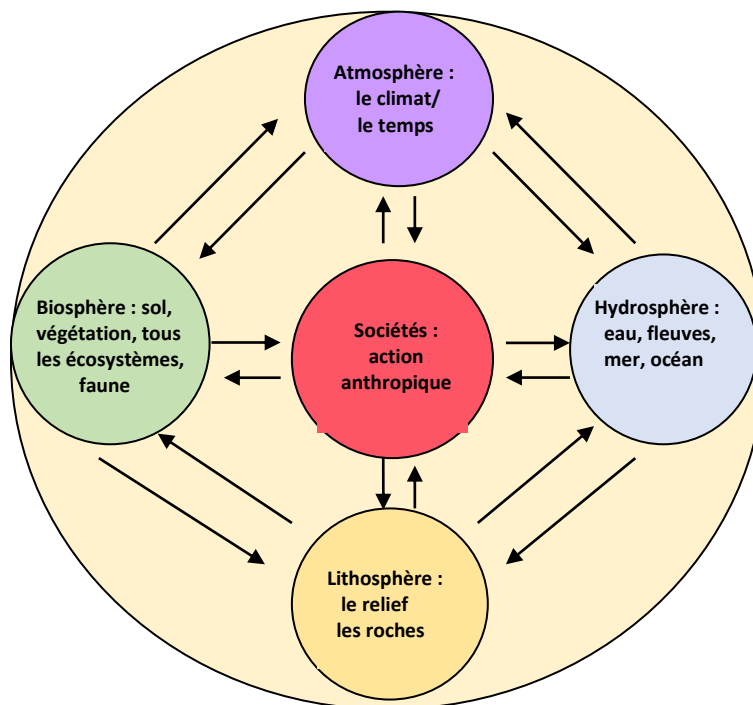 Atmosphère :
le climat/
le temps
Biosphère : sol,
végétation, tous
les écosystèmes,
faune
Sociétés :
action
anthropique
Hydrosphère :
eau, fleuves,
mer, océan
Lithosphère :
le relief
les roches